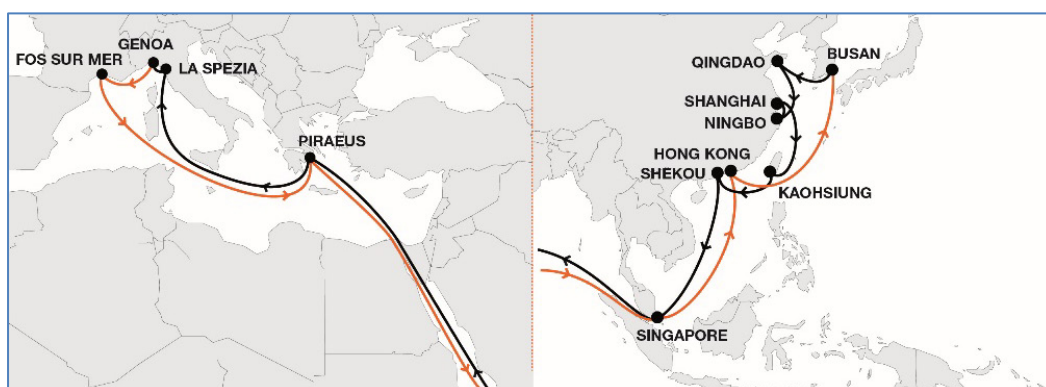 GENOA
FOS SUR MER
LA SPEZIA
PIRAEUS
QINGDAO
BUSAN
SHANGHAI
NINGBO
HONG KONG
SHEKOU
KAOHSIUNG
SINGAPORE